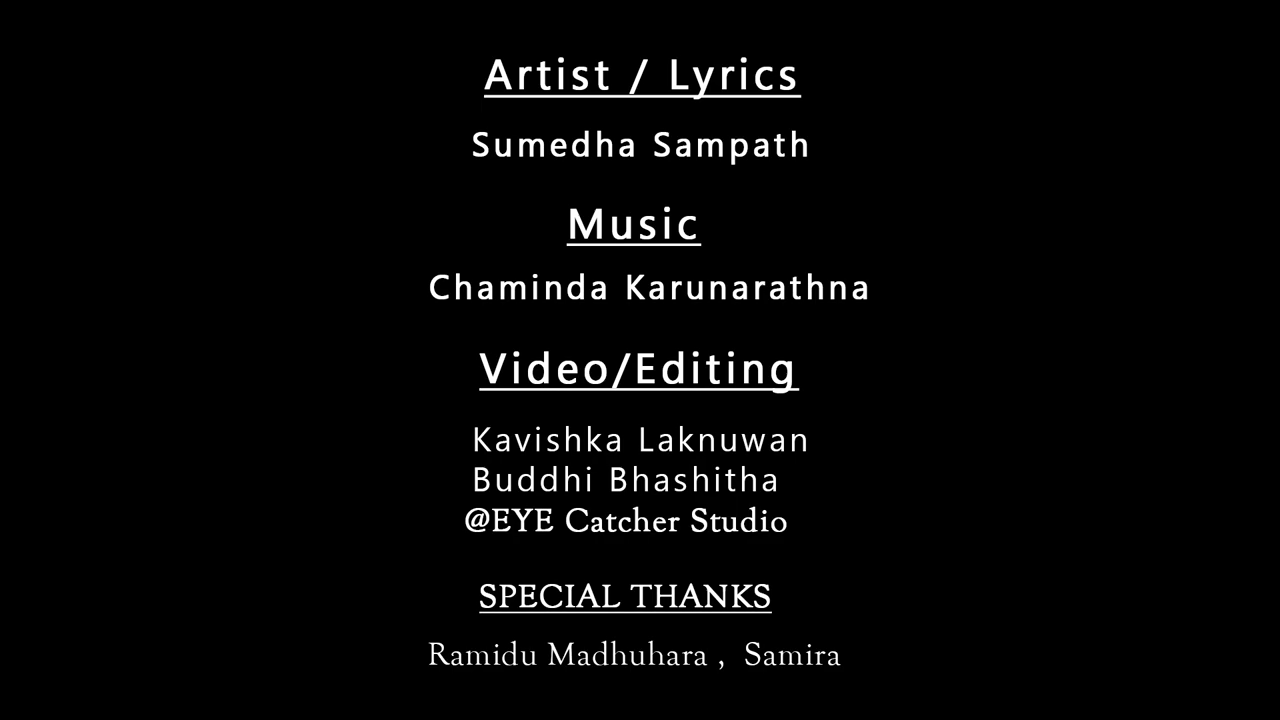 Artist / Lyrics
Sumedha Sampath
Music
Chaminda Karunarathna
Video/Editing
Kavishka Laknuwan
Buddhi Bhashitha
@EYE Catcher Studio
SPECIAL THANKS
Ramidu Madhuhara , Samira